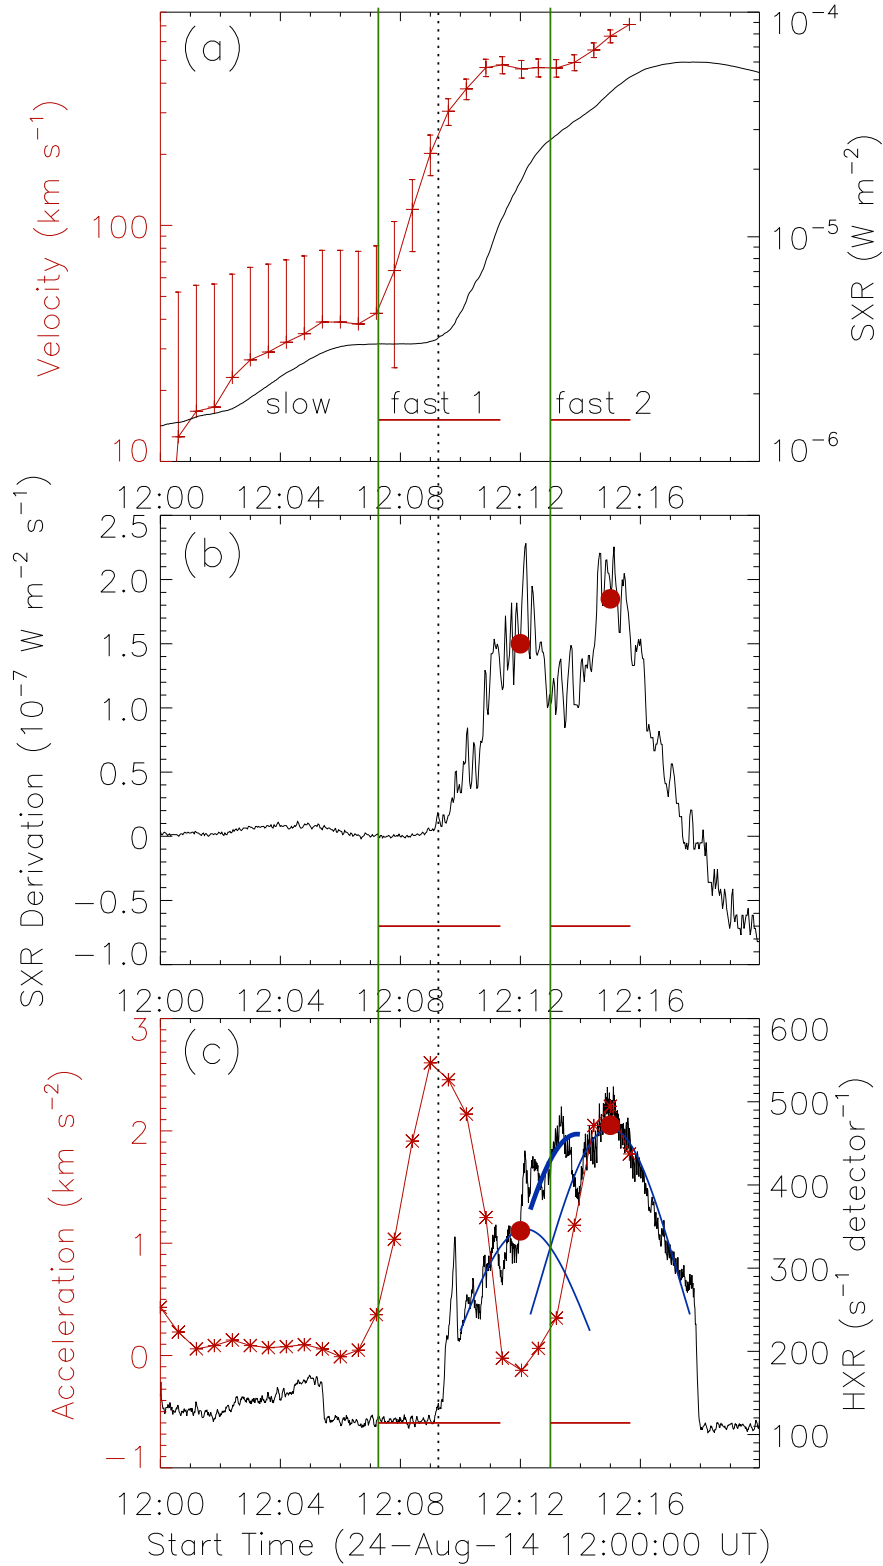 (a)
10⁻⁴
Velocity (km s⁻¹)
100
10
10⁻⁵
10⁻⁶
SXR (W m⁻²)
slow
fast 1
fast 2
12:00 12:04 12:08 12:12 12:16
(b)
SXR Derivation (10⁻⁷ W m⁻² s⁻¹)
2.5
2.0
1.5
1.0
0.5
0
−0.5
−1.0
12:00 12:04 12:08 12:12 12:16
(c)
Acceleration (km s⁻²)
3
2
1
0
−1
600
500
400
300
200
100
HXR (s⁻¹ detector⁻¹)
12:00 12:04 12:08 12:12 12:16
Start Time (24−Aug−14 12:00:00 UT)